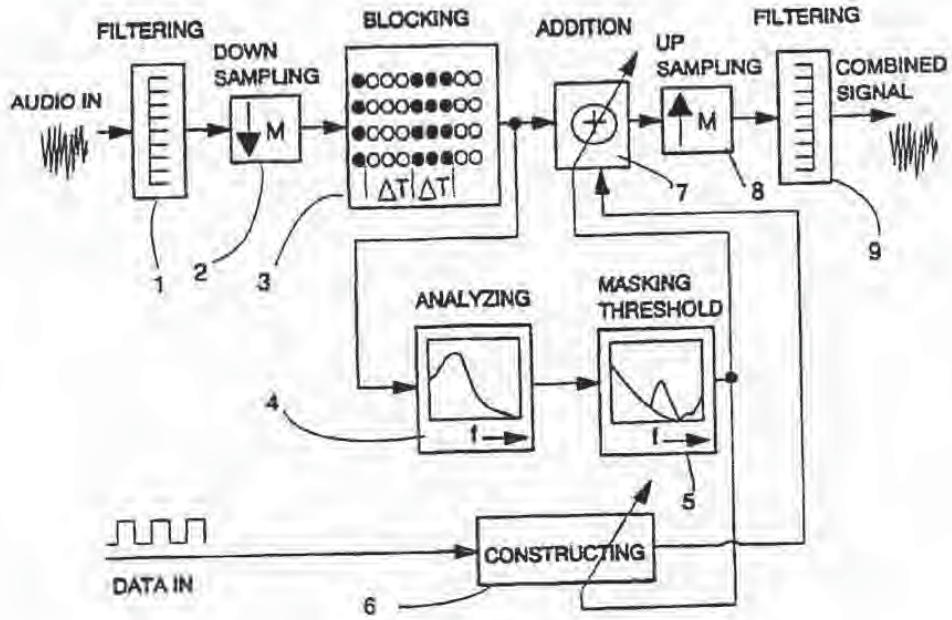 FILTERING
DOWN
SAMPLING
BLOCKING
ADDITION
UP
SAMPLING
FILTERING
COMBINED
SIGNAL
AUDIO IN
M
ΔT ΔT
M
1
2
3
7
8
9
ANALYZING
MASKING
THRESHOLD
f
f
4
5
CONSTRUCTING
DATA IN
6